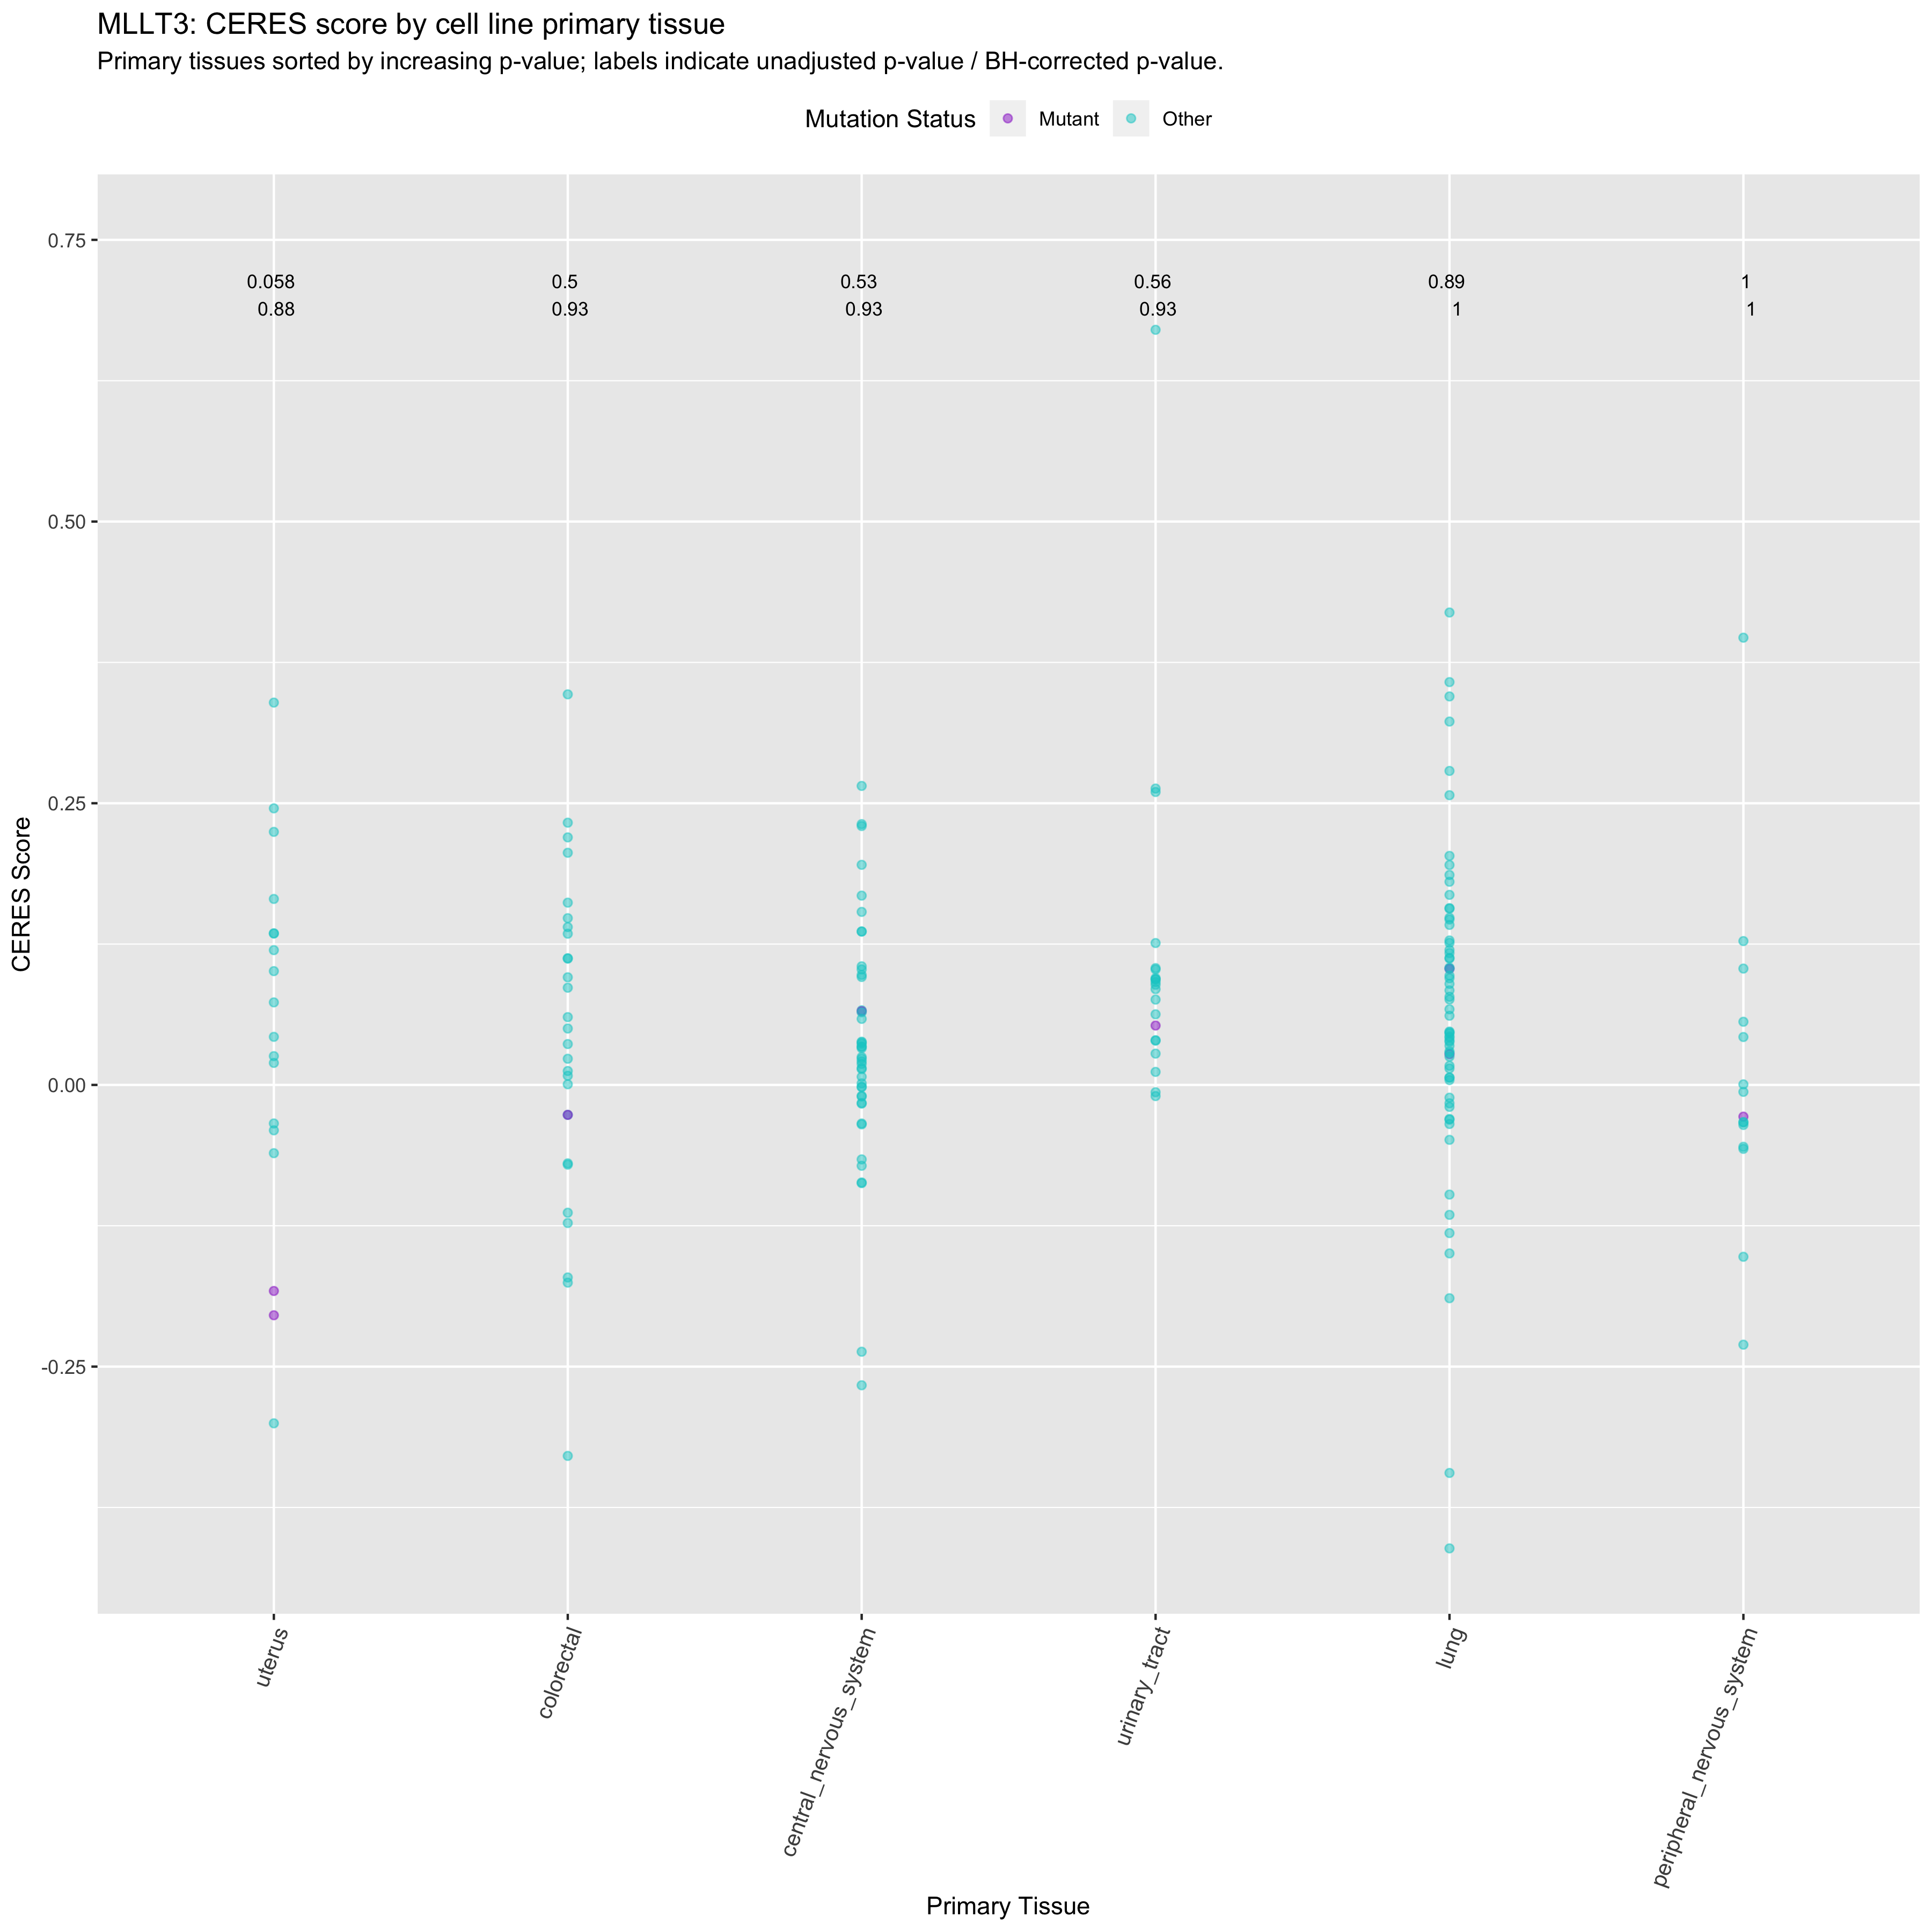 MLLT3: CERES score by cell line primary tissue
Primary tissues sorted by increasing p-value; labels indicate unadjusted p-value / BH-corrected p-value.
Mutation Status Mutant Other
0.75
0.058 0.5 0.53 0.56 0.89 1
0.88 0.93 0.93 0.93 1 1
0.50
0.25
0.00
-0.25
CERES Score
uterus
colorectal
central_nervous_system
urinary_tract
lung
peripheral_nervous_system
Primary Tissue